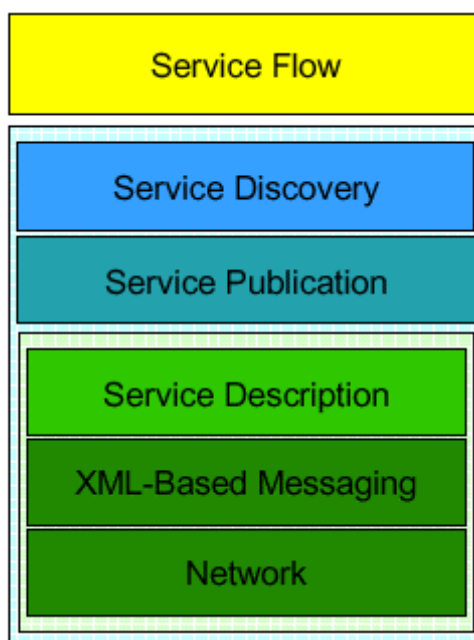 Service Flow
Service Discovery
Service Publication
Service Description
XML-Based Messaging
Network